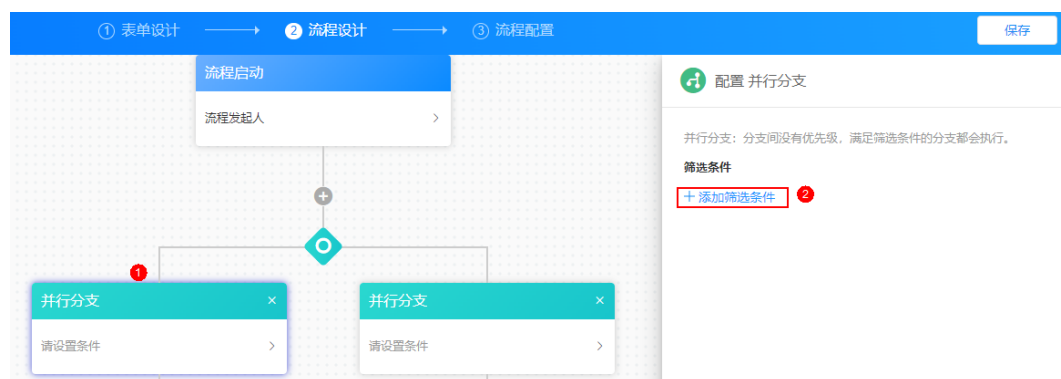 ① 表单设计 ② 流程设计 ③ 流程配置 保存
流程启动
配置 并行分支
流程发起人
并行分支：分支间没有优先级，满足筛选条件的分支都会执行。
筛选条件
+ 添加筛选条件 2
1
并行分支 并行分支
请设置条件 请设置条件